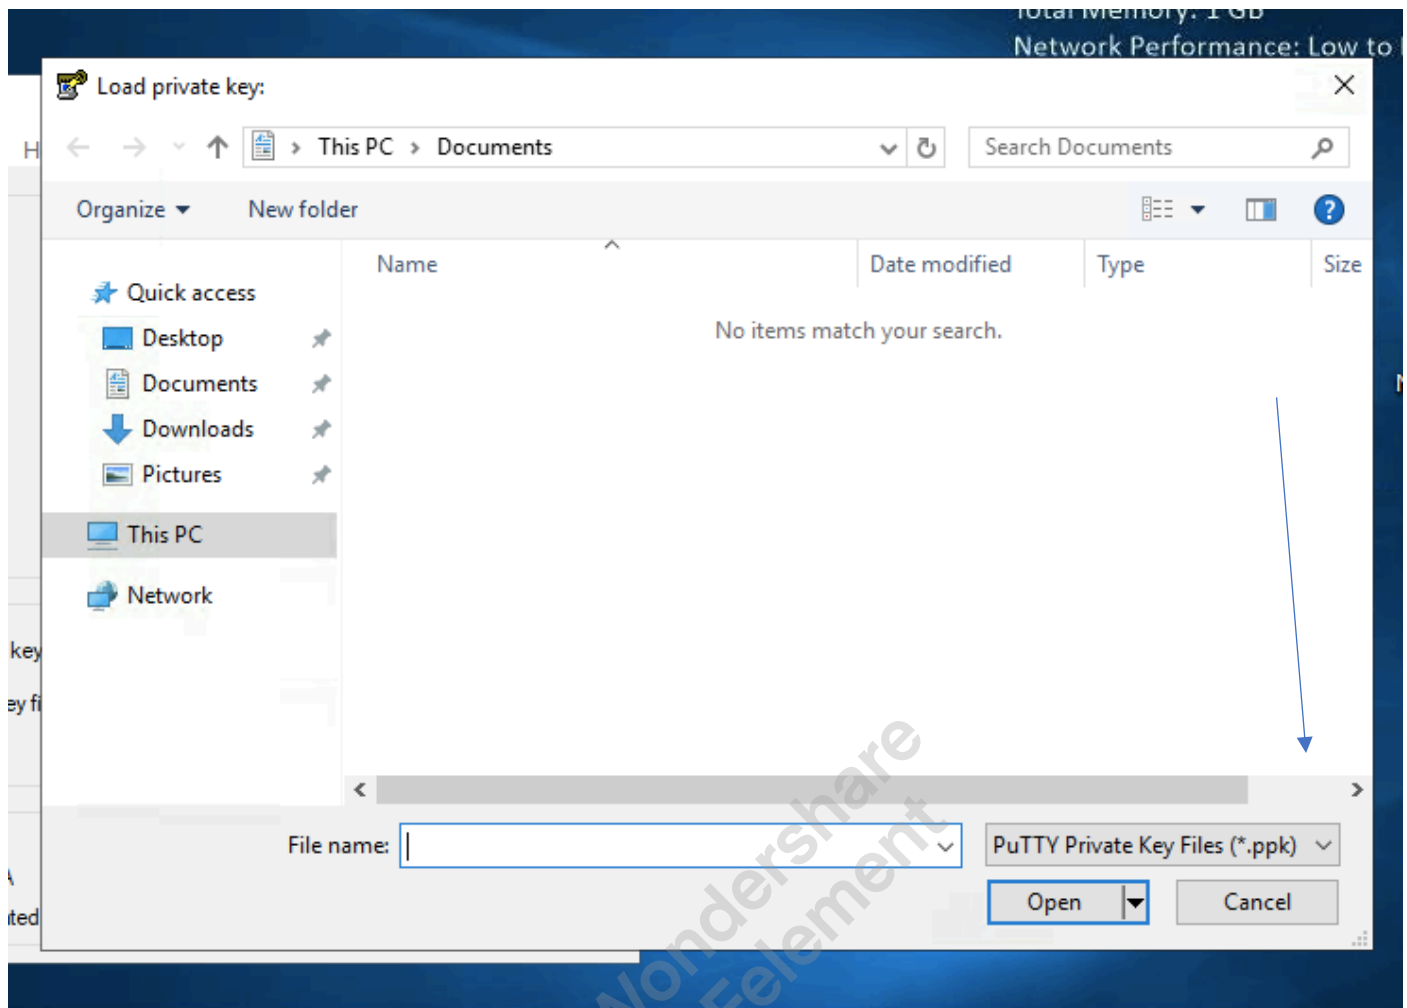 Total Memory: 1 GB
Network Performance: Low to
Load private key:
H
This PC > Documents
Search Documents
Organize
New folder
Name
Date modified
Type
Size
Quick access
No items match your search.
Desktop
Documents
Downloads
Pictures
This PC
Network
key
ey fi
File name:
PuTTY Private Key Files (*.ppk)
ated
Open
Cancel
Wondershare
Felement